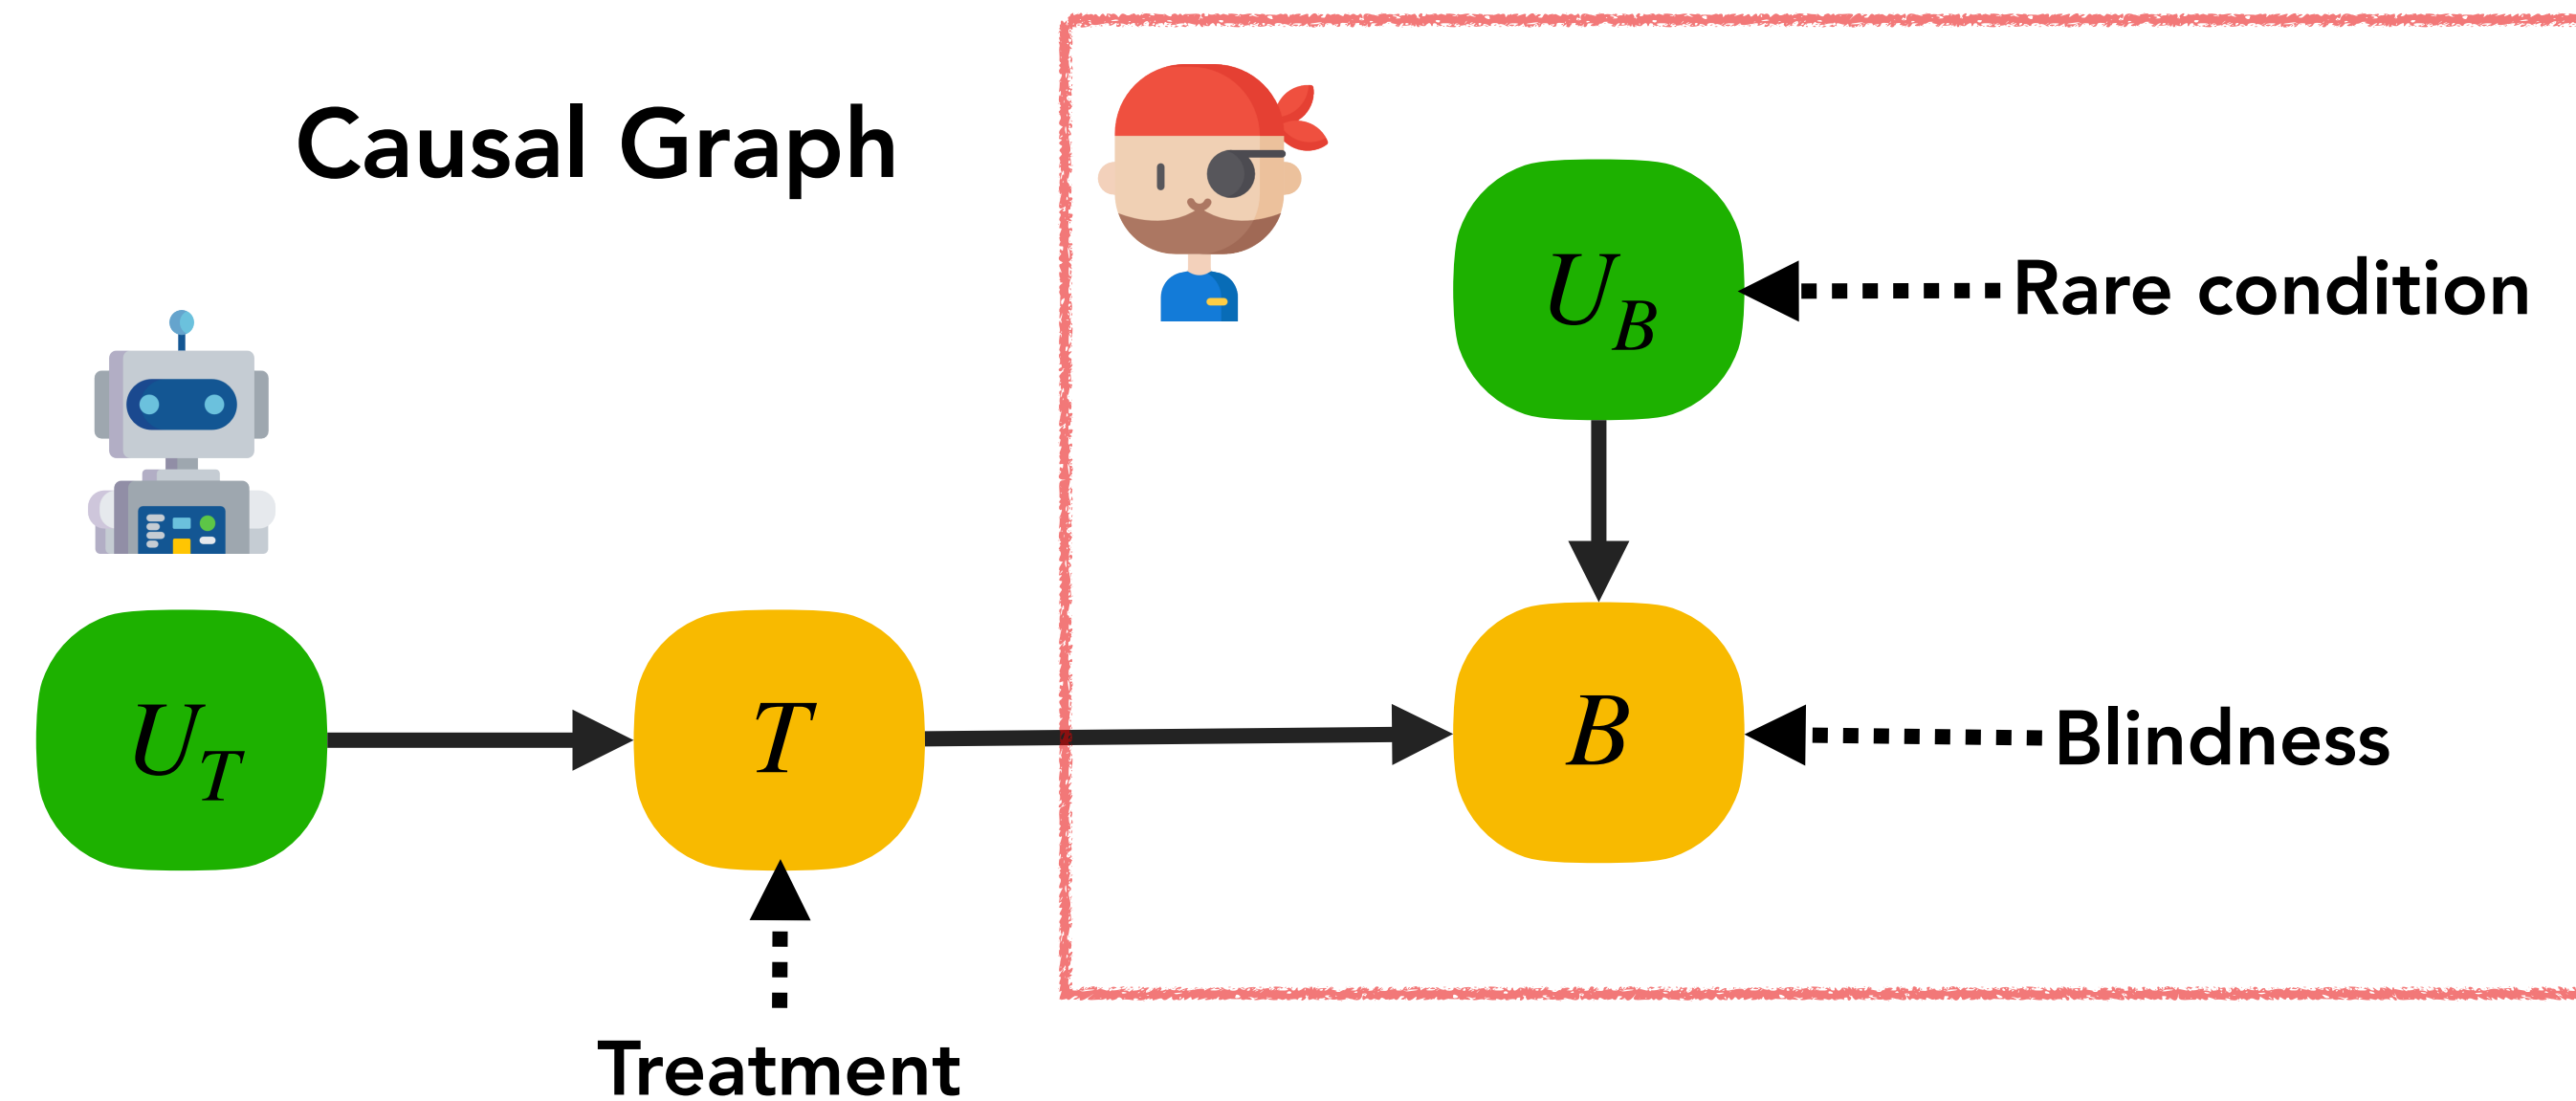 Causal Graph
U_B
Rare condition
U_T
T
B
Blindness
Treatment